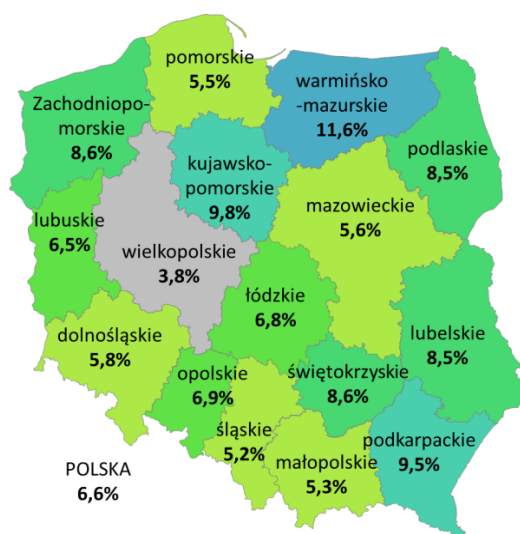 pomorskie
5,5%
warmińsko
-mazurskie
11,6%
Zachodniopo-
morskie
8,6%
podlaskie
8,5%
kujawsko-
pomorskie
9,8%
mazowieckie
5,6%
lubuskie
6,5%
wielkopolskie
3,8%
łódzkie
6,8%
lubelskie
8,5%
dolnośląskie
5,8%
opolskie
6,9%
świętokrzyskie
8,6%
śląskie
5,2%
małopolskie
5,3%
podkarpackie
9,5%
POLSKA
6,6%